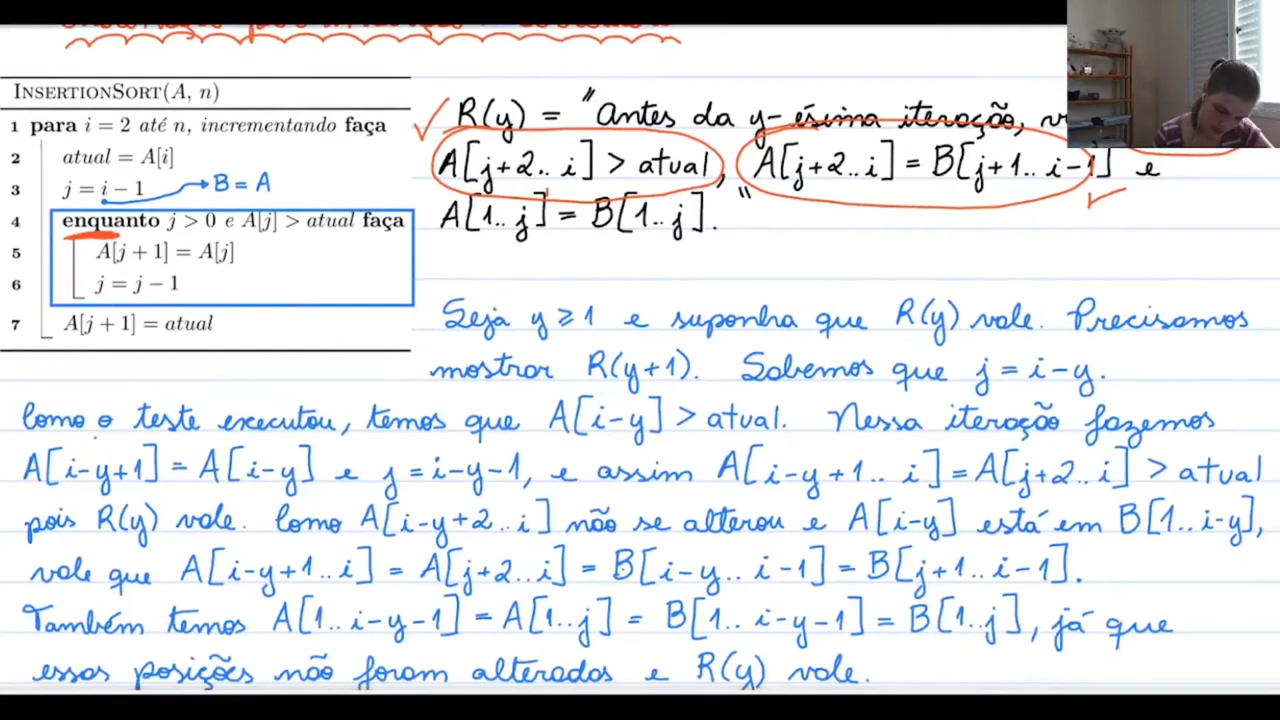 INSERTIONSORT(A, n)
1 para i = 2 até n, incrementando faça
2 atual = A[i]
3 j = i − 1 → B = A
4 enquanto j > 0 e A[j] > atual faça
5 A[j + 1] = A[j]
6 j = j − 1
7 A[j + 1] = atual
R(y) = "Antes da y-ésima iteração,
A[j+2..i] > atual, A[j+2..i] = B[j+1..i-1] e
A[1..j] = B[1..j]."
Seja y ≥ 1 e suponha que R(y) vale. Precisamos
mostrar R(y+1). Sabemos que j = i-y.
Como o teste executou, temos que A[i-y] > atual. Nessa iteração fazemos
A[i-y+1] = A[i-y] e j = i-y-1, e assim A[i-y+1..i] = A[j+2..i] > atual
pois R(y) vale. Como A[i-y+2..i] não se alterou e A[i-y] está em B[1..i-y],
vale que A[i-y+1..i] = A[j+2..i] = B[i-y..i-1] = B[j+1..i-1].
Também temos A[1..i-y-1] = A[1..j] = B[1..i-y-1] = B[1..j], já que
essas posições não foram alteradas e R(y) vale.